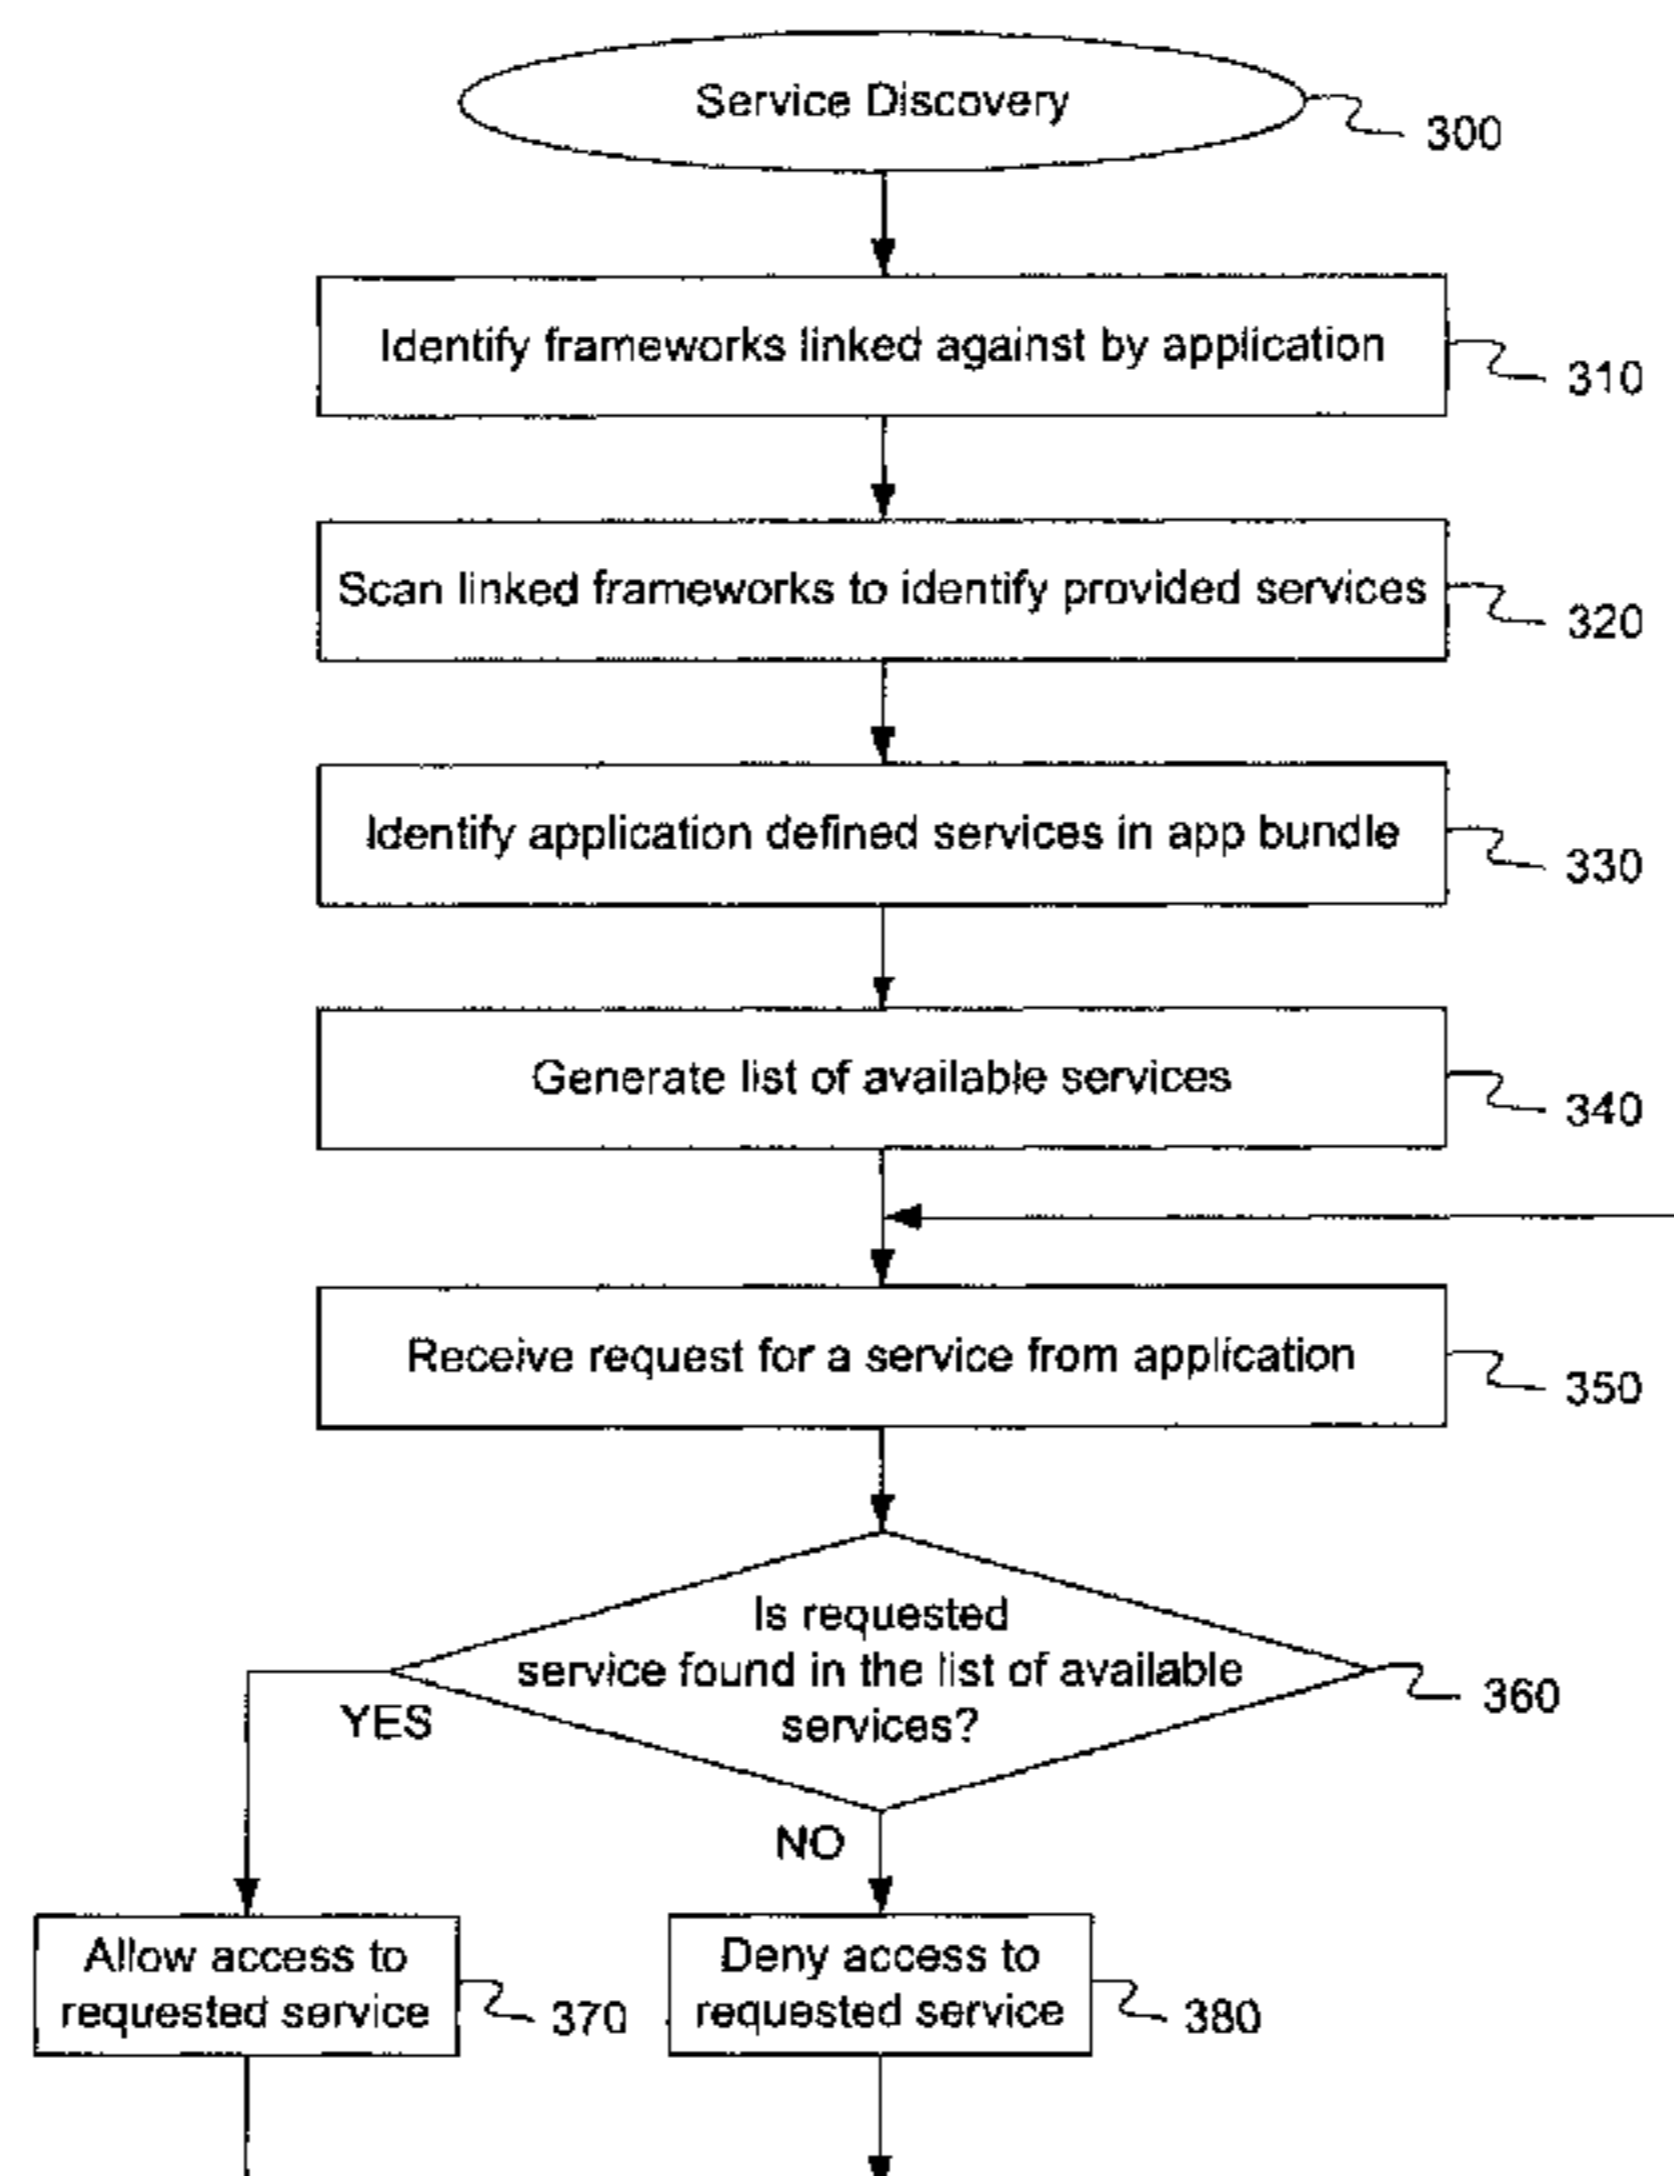 Service Discovery
300
Identify frameworks linked against by application
310
Scan linked frameworks to identify provided services
320
Identify application defined services in app bundle
330
Generate list of available services
340
Receive request for a service from application
350
Is requested
service found in the list of available
services?
360
YES
NO
Allow access to
requested service
370
Deny access to
requested service
380